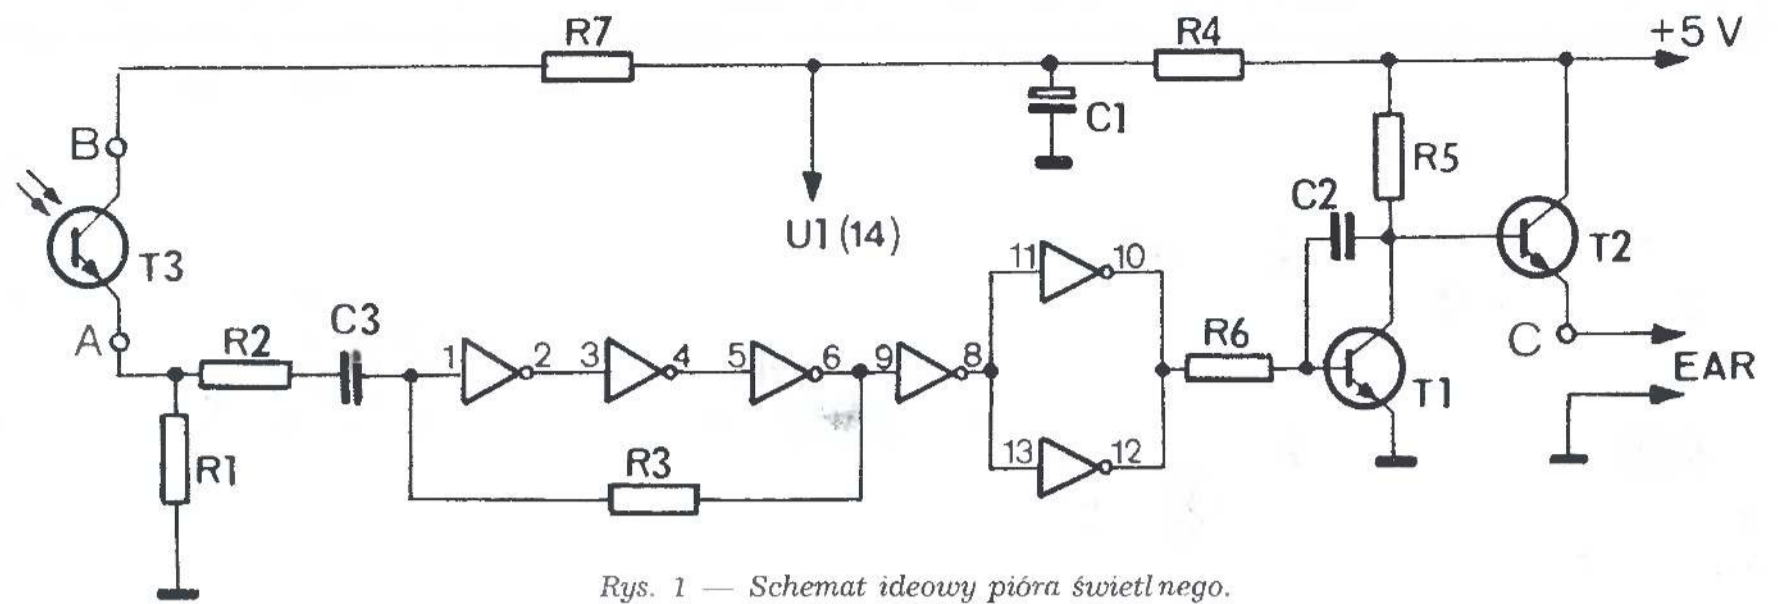 R7
R4
+5 V
C1
B
R5
C2
U1 (14)
T3
11
10
T2
A
R2
C3
R6
C
1
2
3
4
5
6
9
8
EAR
T1
R3
13
12
R1
Rys. 1 — Schemat ideowy pióra świetlnego.